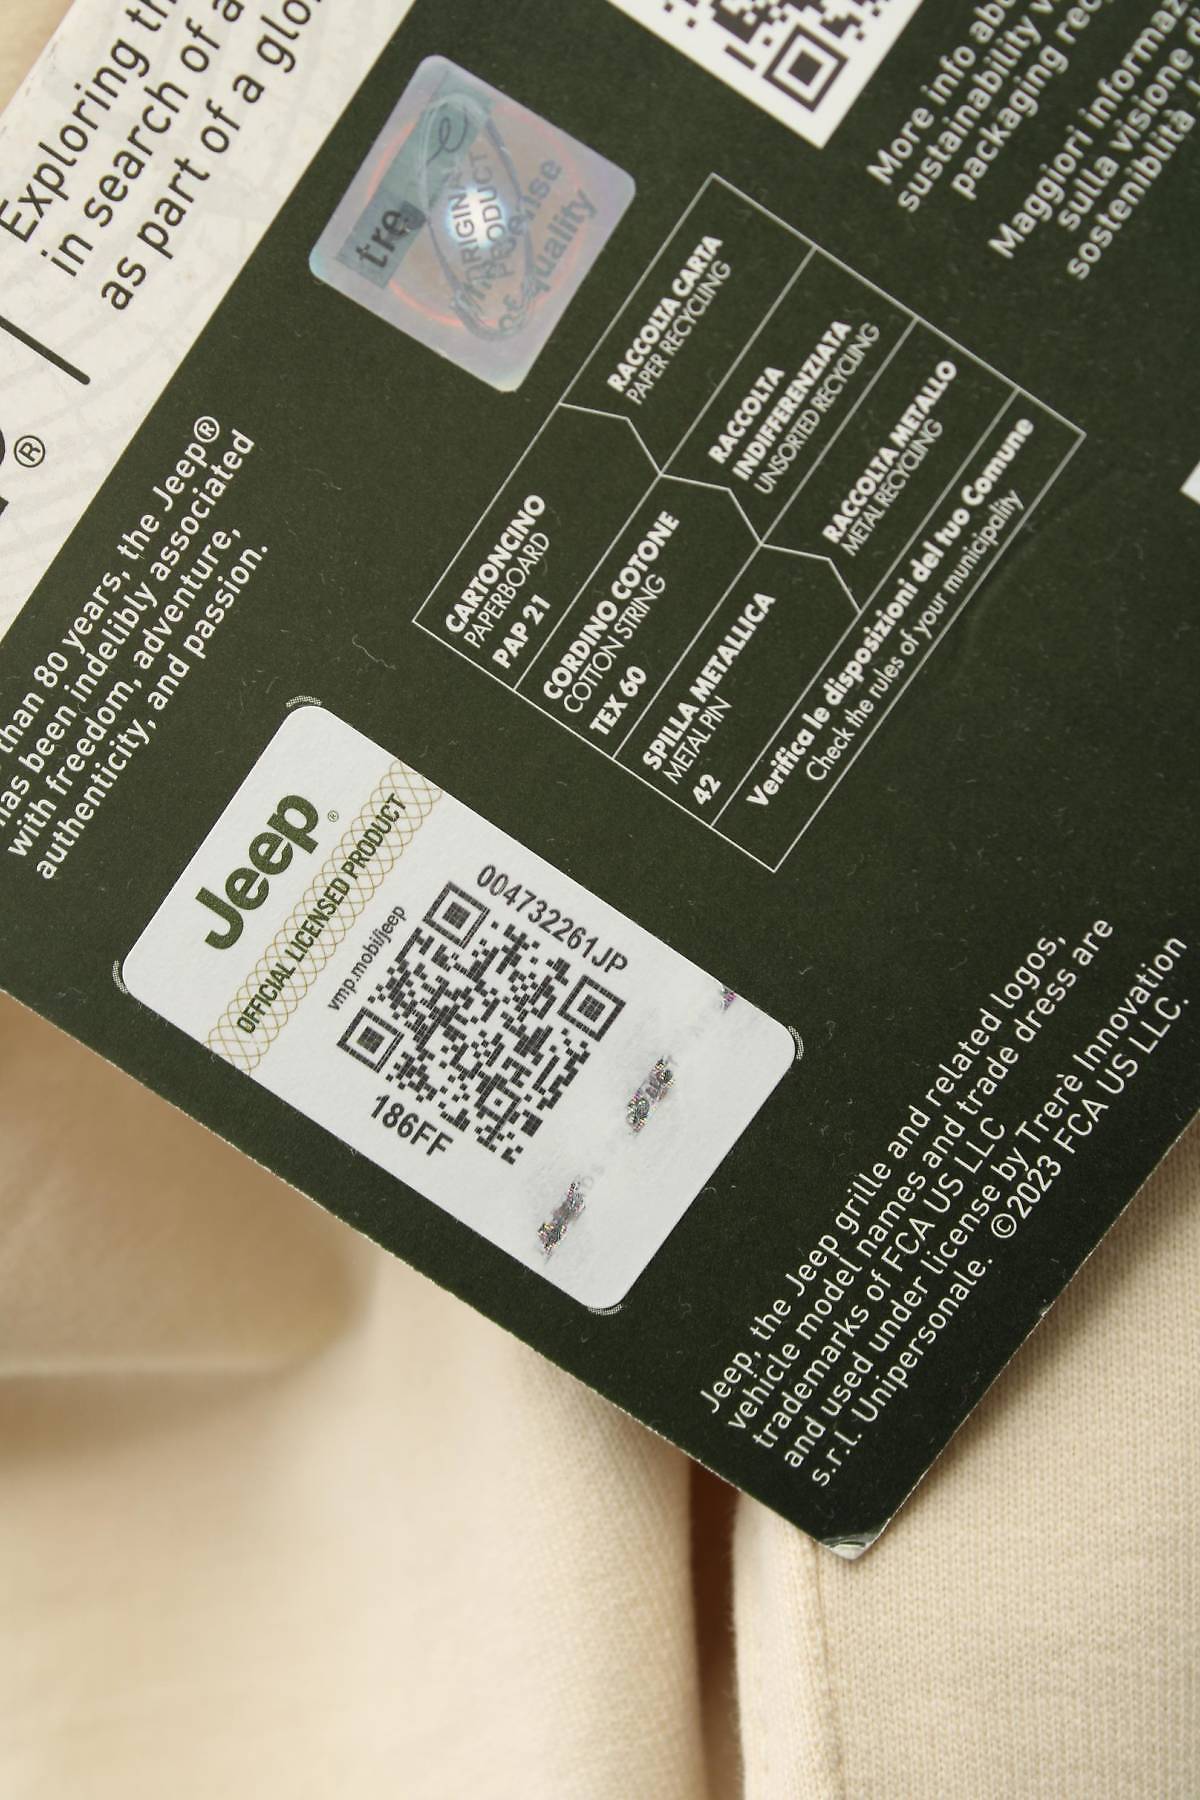 Exploring
in search of a
as part of a
®
than 80 years, the Jeep®
has been indelibly associated
with freedom, adventure,
authenticity, and passion.
tre
ORIGINAL
PRODUCT
quality
More info
sustainability
packaging
Maggiori
sulla visione
sostenibilità
CARTONCINO
PAPERBOARD
PAP 21
RACCOLTA CARTA
PAPER RECYCLING
CORDINO COTONE
COTTON STRING
TEX 60
RACCOLTA
INDIFFERENZIATA
UNSORTED RECYCLING
SPILLA METALLICA
METAL PIN
42
RACCOLTA METALLO
METAL RECYCLING
Verifica le disposizioni del tuo Comune
Check the rules of your municipality
Jeep®
OFFICIAL LICENSED PRODUCT
vmp.mobi/jeep
004732261JP
186FF
Jeep, the Jeep grille and related logos,
vehicle model names and trade dress are
trademarks of FCA US LLC
and used under license by Trerè Innovation
s.r.l. Unipersonale. ©2023 FCA US LLC.